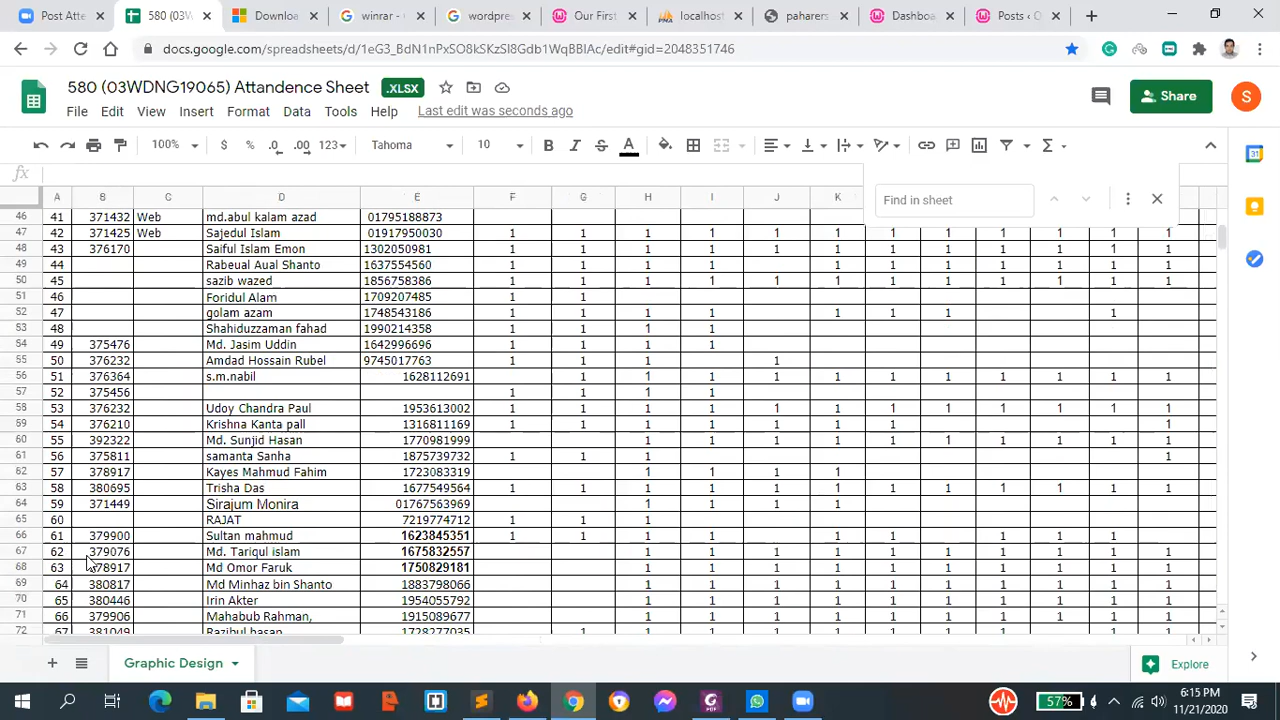 Post Atte
580 (03W
Downloa
winrar -
wordpres
Our First
localhost
paharers
Dashboa
Posts ‹ O
docs.google.com/spreadsheets/d/1eG3_BdN1nPxSOBkSKzSI8Gdb1WqBBlAc/edit#gid=2048351746
580 (03WDNG19065) Attandence Sheet .XLSX
File Edit View Insert Format Data Tools Help Last edit was seconds ago
Share
S
100% $ % .0 .00 123 Tahoma 10 B I S A
fx
Find in sheet
A B C D E F G H I J K
46 41 371432 Web md.abul kalam azad 01795188873
47 42 371425 Web Sajedul Islam 01917950030 1 1 1 1 1 1 1 1 1 1 1
48 43 376170 Saiful Islam Emon 1302050981 1 1 1 1 1 1 1 1 1 1 1
49 44 Rabeual Aual Shanto 1637554560 1 1 1 1 1 1 1 1 1 1
50 45 sazib wazed 1856758386 1 1 1 1 1 1 1 1 1 1 1
51 46 Foridul Alam 1709207485 1 1
52 47 golam azam 1748543186 1 1 1 1 1 1 1 1
53 48 Shahiduzzaman fahad 1990214358 1 1 1 1
54 49 375476 Md. Jasim Uddin 1642996696 1 1 1 1
55 50 376232 Amdad Hossain Rubel 9745017763 1 1 1 1
56 51 376364 s.m.nabil 1628112691 1 1 1 1 1 1 1 1 1 1
57 52 375456 1 1 1 1
58 53 376232 Udoy Chandra Paul 1953613002 1 1 1 1 1 1 1 1 1 1 1
59 54 376210 Krishna Kanta pall 1316811169 1 1 1 1 1 1 1 1
60 55 392322 Md. Sunjid Hasan 1770981999 1 1 1 1 1 1 1 1 1
61 56 375811 samanta Sanha 1875739732 1 1 1 1
62 57 378917 Kayes Mahmud Fahim 1723083319 1 1 1 1
63 58 380695 Trisha Das 1677549564 1 1 1 1 1 1 1 1 1 1 1
64 59 371449 Sirajum Monira 01767563969 1 1 1 1
65 60 RAJAT 7219774712 1 1 1
66 61 379900 Sultan mahmud 1623845351 1 1 1 1 1 1 1 1 1 1
67 62 379076 Md. Tariqul islam 1675832557 1 1 1 1 1 1 1 1 1
68 63 378917 Md Omor Faruk 1750829181 1 1 1 1 1 1 1 1 1
69 64 380817 Md Minhaz bin Shanto 1883798066 1 1 1 1 1 1 1 1 1
70 65 380446 Irin Akter 1954055792 1 1 1 1 1 1 1 1 1
71 66 379906 Mahabub Rahman, 1915089677 1 1 1 1 1 1 1 1 1
72 67 381049 Razibul hasan 1728277035 1 1 1 1 1 1 1 1 1 1
Graphic Design
Explore
57%
6:15 PM
11/21/2020